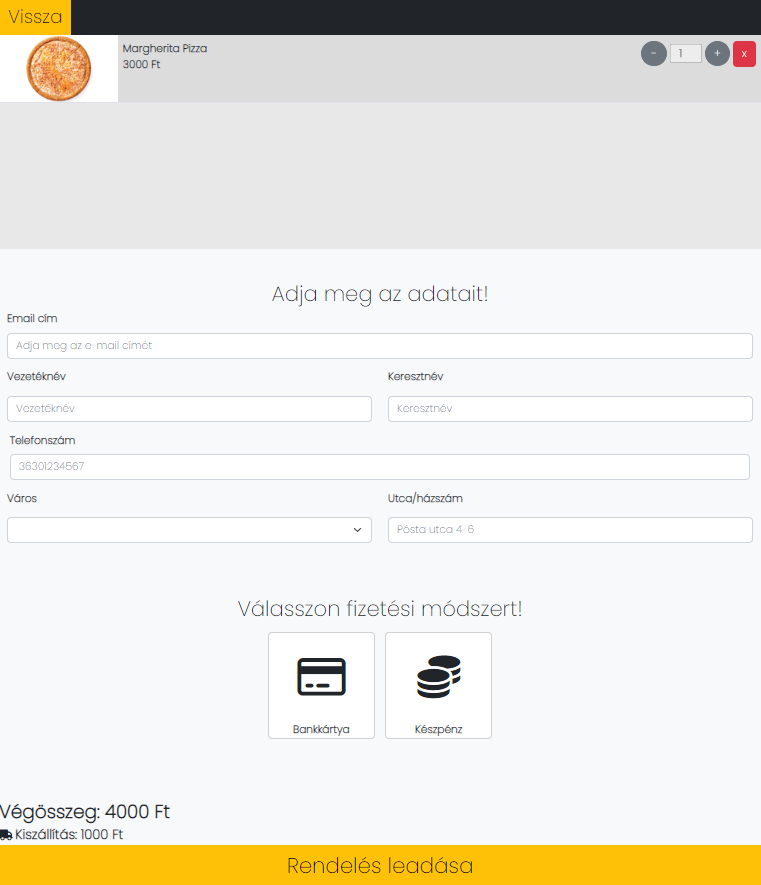 Vissza
Margherita Pizza
3000 Ft
- 1 + x
Adja meg az adatait!
Email cím
Adja meg az e-mail címét
Vezetéknév Keresztnév
Vezetéknév Keresztnév
Telefonszám
36301234567
Város Utca/házszám
Pósta utca 4-6
Válasszon fizetési módszert!
Bankkártya Készpénz
Végösszeg: 4000 Ft
Kiszállítás: 1000 Ft
Rendelés leadása